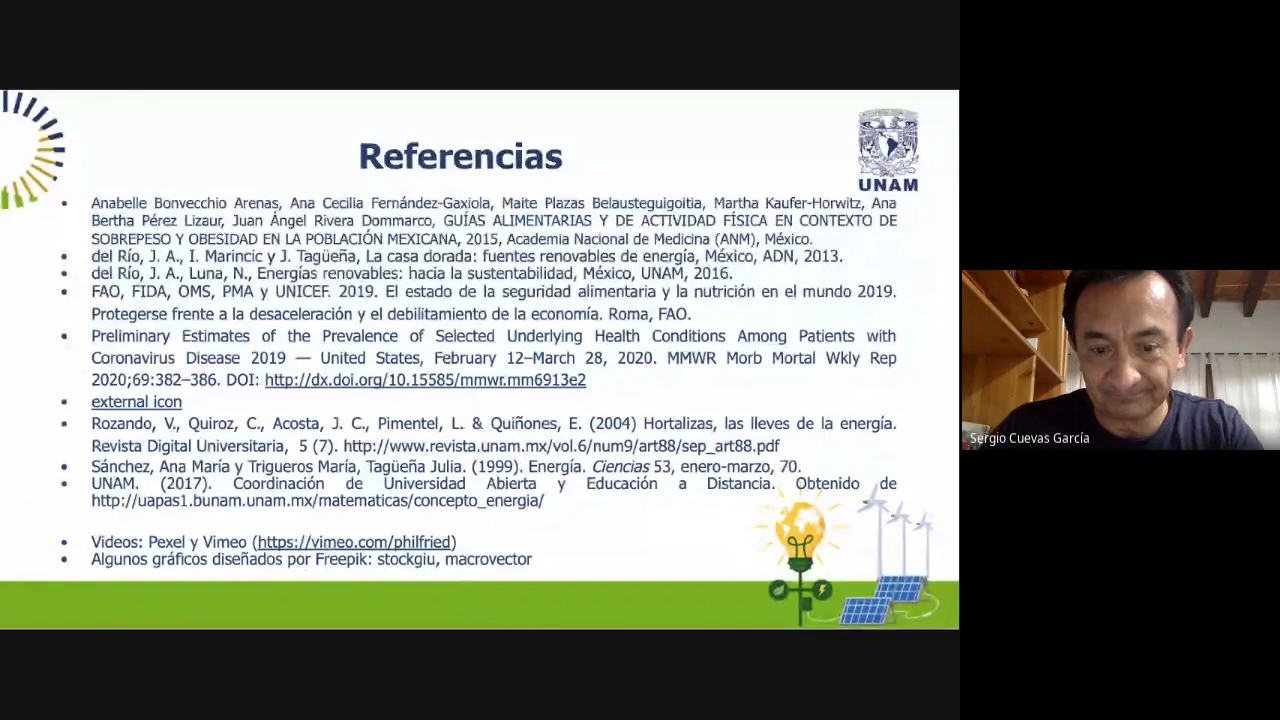 Referencias
UNAM
• Anabelle Bonvecchio Arenas, Ana Cecilia Fernández-Gaxiola, Maite Plazas Belausteguigoitia, Martha Kaufer-Horwitz, Ana
Bertha Pérez Lizaur, Juan Ángel Rivera Dommarco, GUÍAS ALIMENTARIAS Y DE ACTIVIDAD FÍSICA EN CONTEXTO DE
SOBREPESO Y OBESIDAD EN LA POBLACIÓN MEXICANA, 2015, Academia Nacional de Medicina (ANM), México.
• del Río, J. A., I. Marincic y J. Tagüeña, La casa dorada: fuentes renovables de energía, México, ADN, 2013.
• del Río, J. A., Luna, N., Energías renovables: hacia la sustentabilidad, México, UNAM, 2016.
• FAO, FIDA, OMS, PMA y UNICEF. 2019. El estado de la seguridad alimentaria y la nutrición en el mundo 2019.
Protegerse frente a la desaceleración y el debilitamiento de la economía. Roma, FAO.
• Preliminary Estimates of the Prevalence of Selected Underlying Health Conditions Among Patients with
Coronavirus Disease 2019 — United States, February 12–March 28, 2020. MMWR Morb Mortal Wkly Rep
2020;69:382–386. DOI: http://dx.doi.org/10.15585/mmwr.mm6913e2
• external icon
• Rozando, V., Quiroz, C., Acosta, J. C., Pimentel, L. & Quiñones, E. (2004) Hortalizas, las lleves de la energía.
Revista Digital Universitaria, 5 (7). http://www.revista.unam.mx/vol.6/num9/art88/sep_art88.pdf
• Sánchez, Ana María y Trigueros María, Tagüeña Julia. (1999). Energía. Ciencias 53, enero-marzo, 70.
• UNAM. (2017). Coordinación de Universidad Abierta y Educación a Distancia. Obtenido de
http://uapas1.bunam.unam.mx/matematicas/concepto_energia/
• Videos: Pexel y Vimeo (https://vimeo.com/philfried)
• Algunos gráficos diseñados por Freepik: stockgiu, macrovector
Sergio Cuevas García